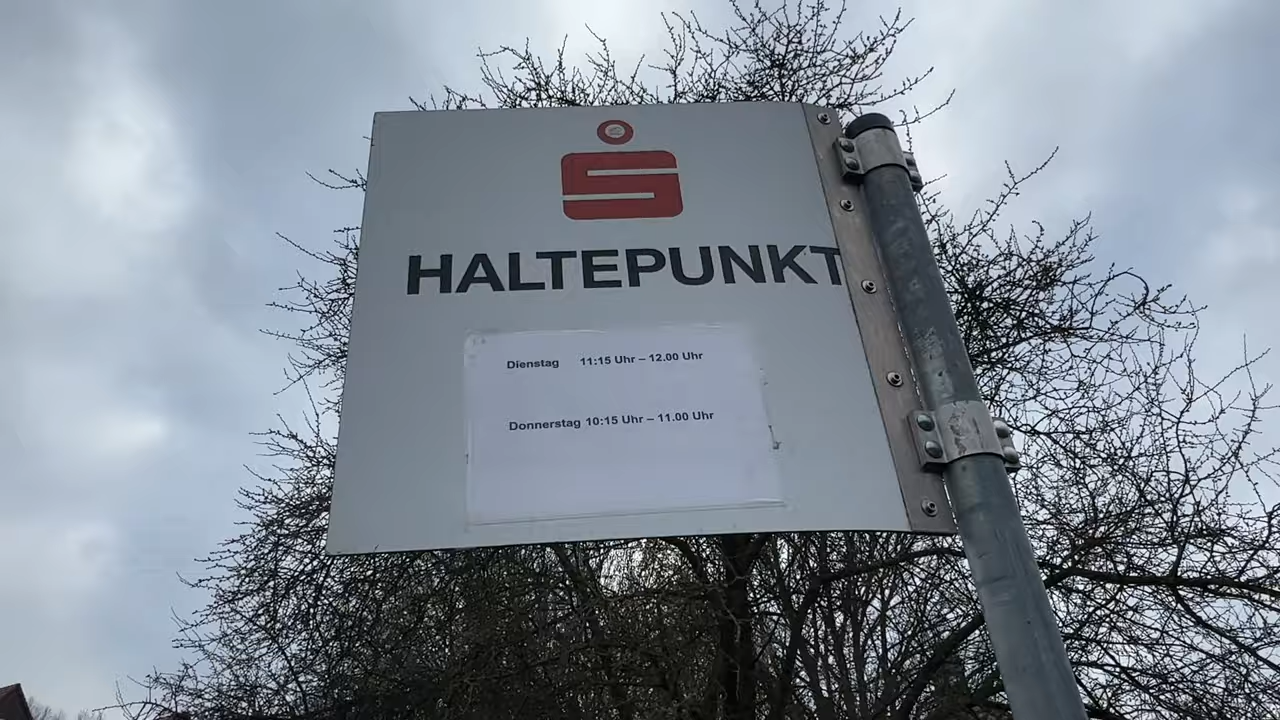 HALTEPUNKT
Dienstag 11:15 Uhr – 12.00 Uhr
Donnerstag 10:15 Uhr – 11.00 Uhr